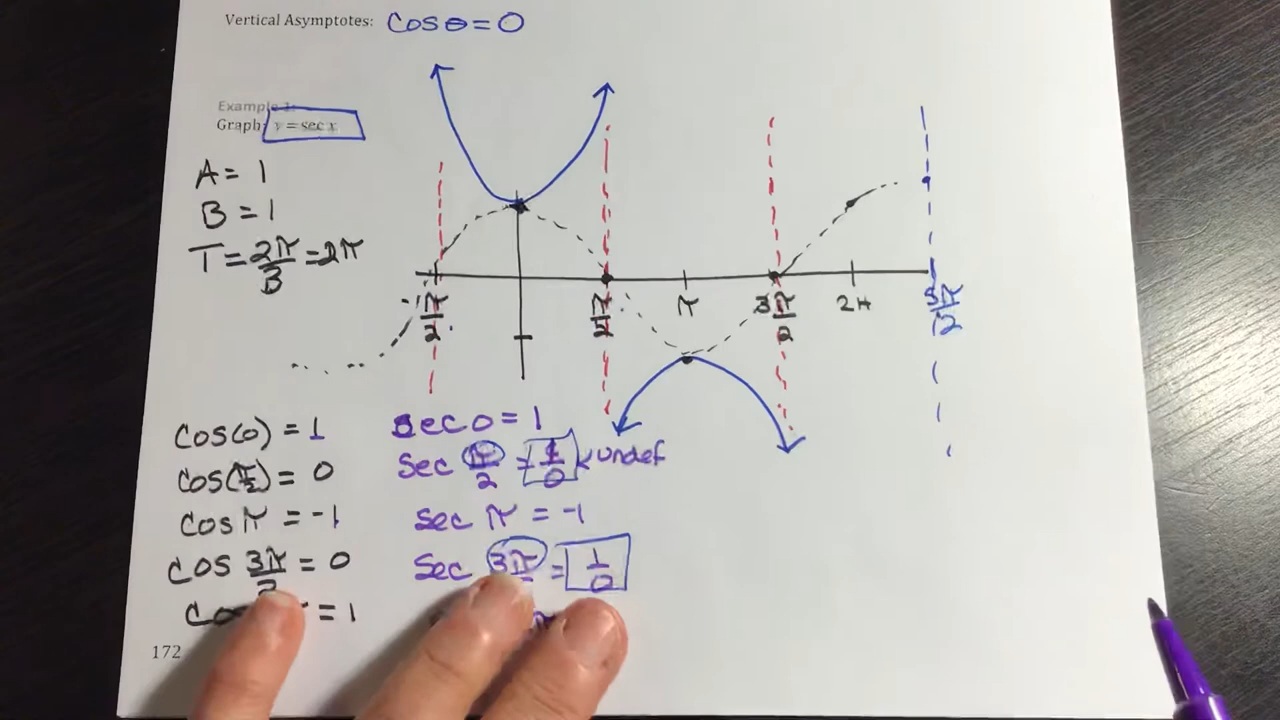 Vertical Asymptotes: cos θ = 0
Example 1:
Graph: y = sec x
A = 1
B = 1
T = 2π/B = 2π
-π/2
π/2
π
3π/2
2π
5π/2
cos(0) = 1
sec 0 = 1
cos(π/2) = 0
sec π/2 = 1/0 undef
cos π = -1
sec π = -1
cos 3π/2 = 0
sec 3π = 1/0
= 1
172